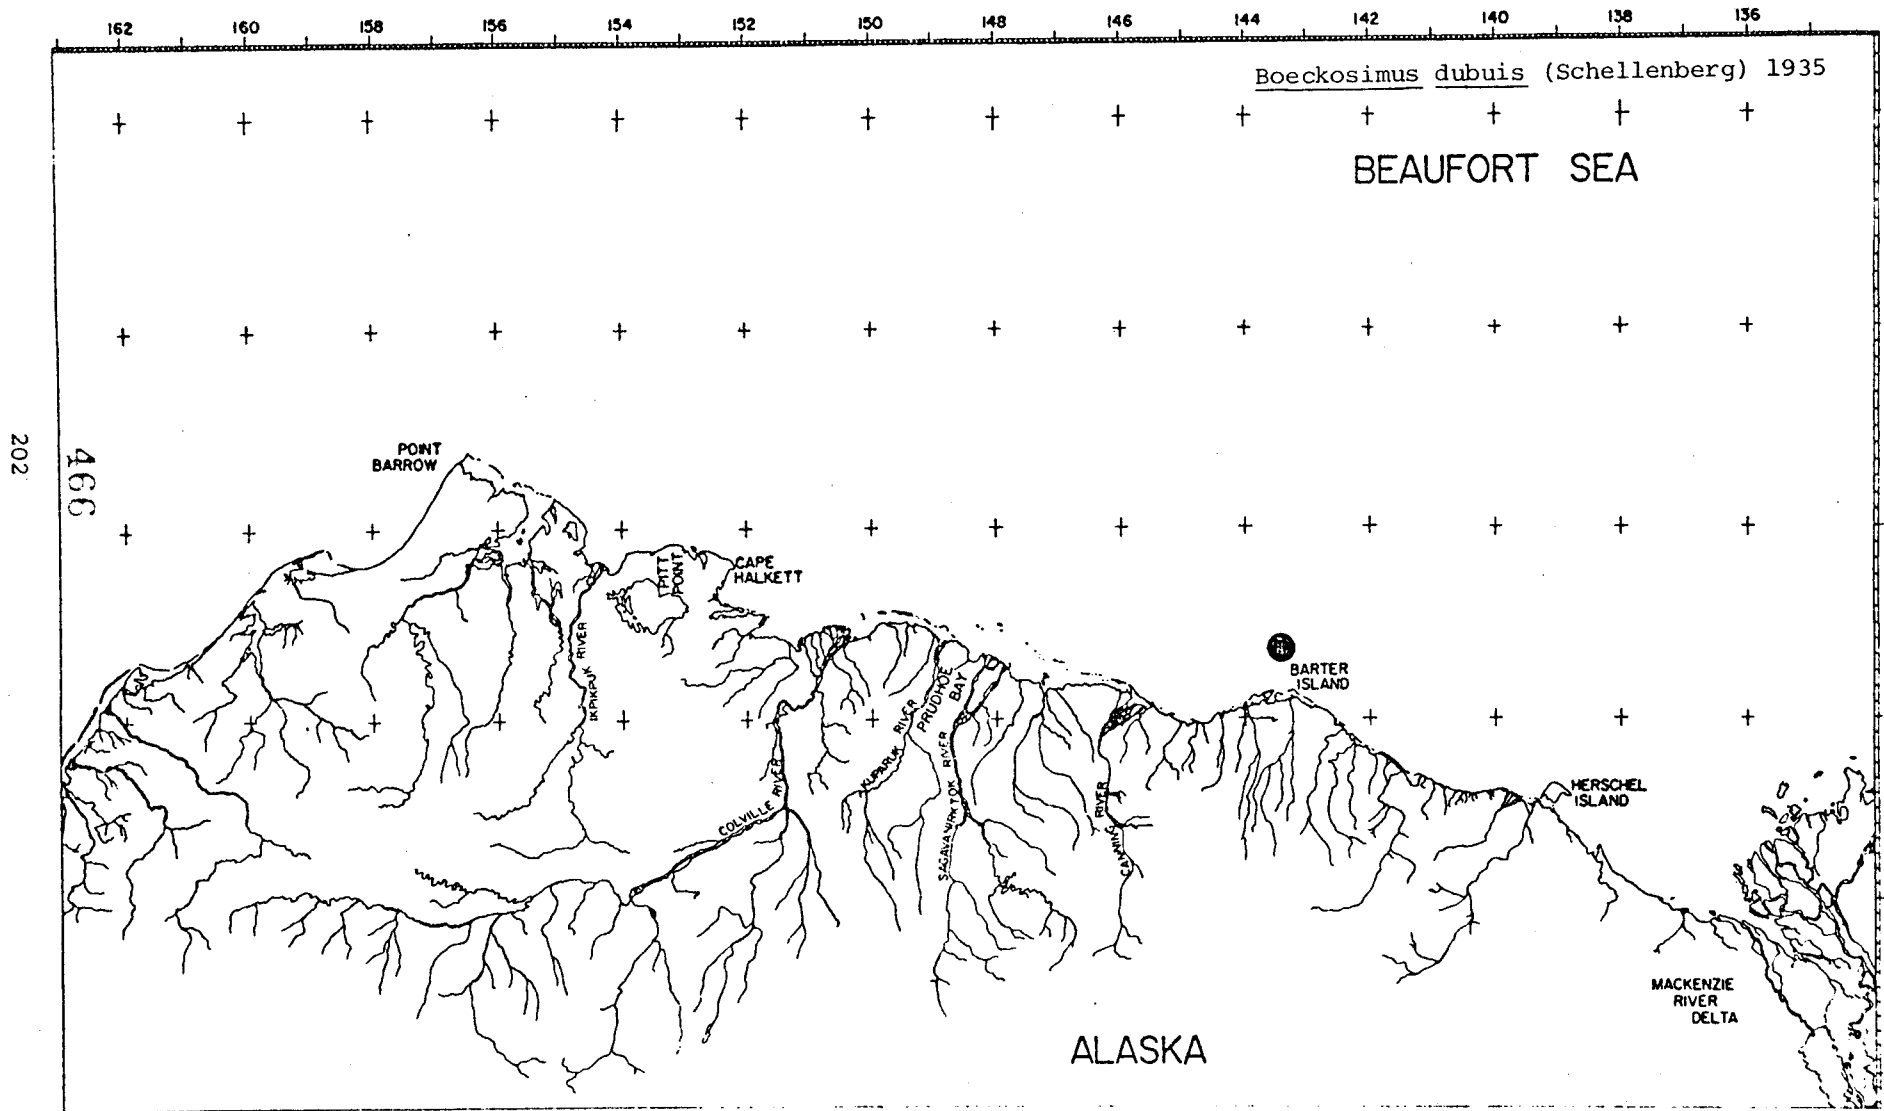 162 160 158 156 154 152 150 148 146 144 142 140 138 136
Boeckosimus dubuis (Schellenberg) 1935
BEAUFORT SEA
202
466
POINT
BARROW
PITT
POINT
CAPE
HALKETT
IKPIKPUK RIVER
BARTER
ISLAND
PRUDHOE
BAY
KUPARUK RIVER
COLVILLE RIVER
SAGAVANIRKTOK RIVER
CANNING RIVER
HERSCHEL
ISLAND
MACKENZIE
RIVER
DELTA
ALASKA